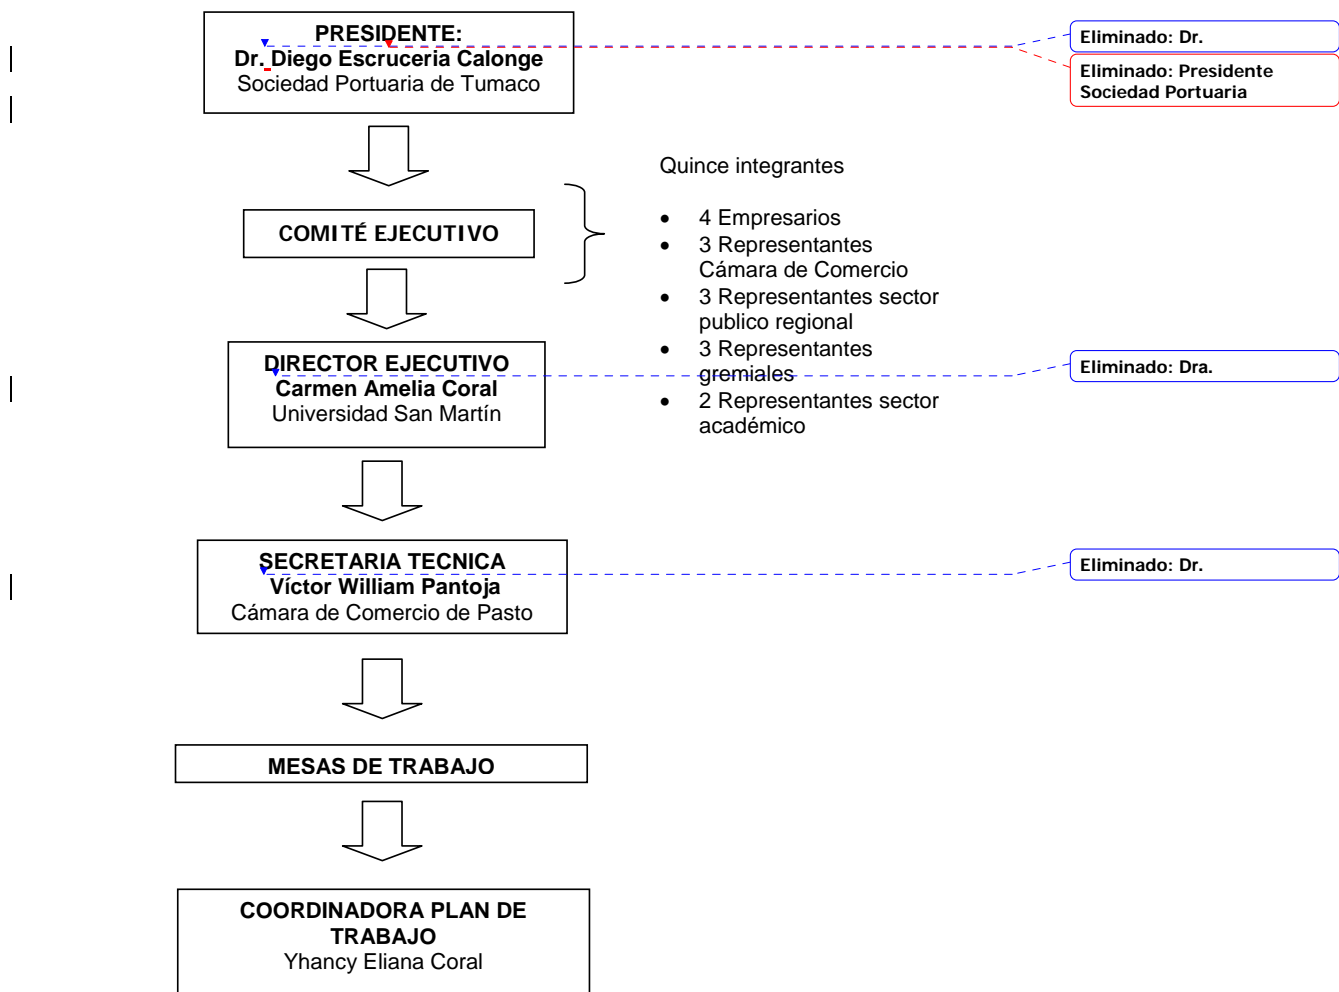 PRESIDENTE:
Dr. Diego Escruceria Calonge
Sociedad Portuaria de Tumaco
Eliminado: Dr.
Eliminado: Presidente
Sociedad Portuaria
COMITÉ EJECUTIVO
Quince integrantes
• 4 Empresarios
• 3 Representantes
Cámara de Comercio
• 3 Representantes sector
publico regional
• 3 Representantes
gremiales
• 2 Representantes sector
académico
DIRECTOR EJECUTIVO
Carmen Amelia Coral
Universidad San Martín
Eliminado: Dra.
SECRETARIA TECNICA
Víctor William Pantoja
Cámara de Comercio de Pasto
Eliminado: Dr.
MESAS DE TRABAJO
COORDINADORA PLAN DE
TRABAJO
Yhancy Eliana Coral